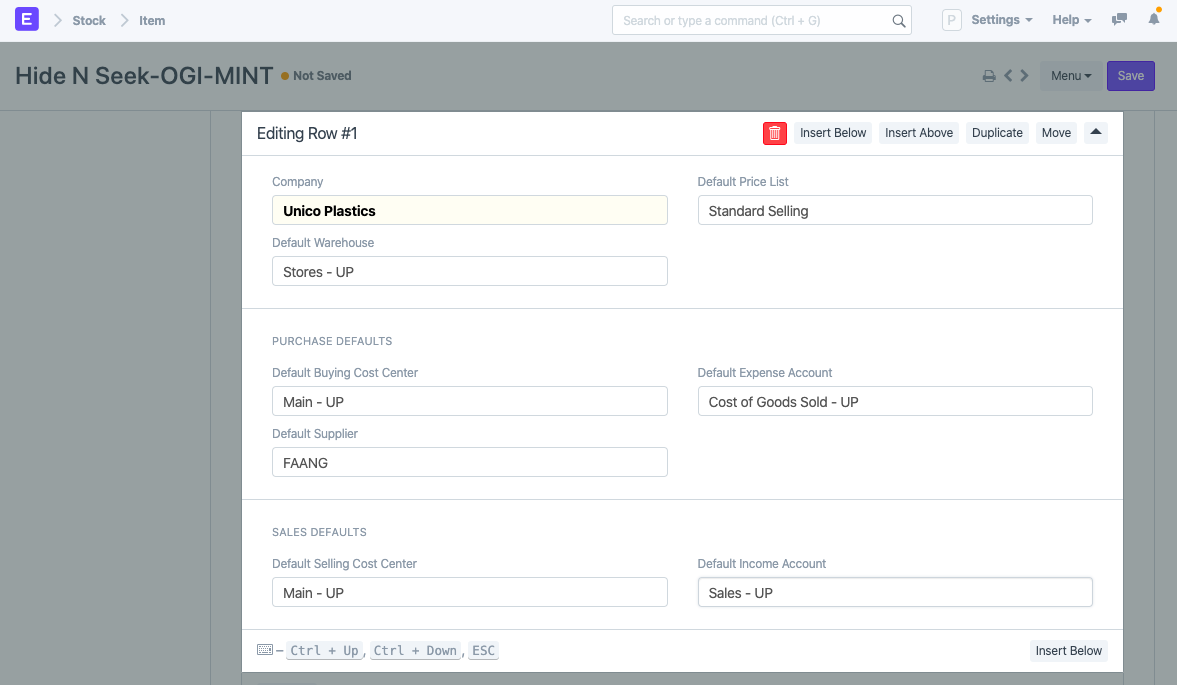 E Stock Item Search or type a command (Ctrl + G) P Settings Help
Hide N Seek-OGI-MINT Not Saved Menu Save
Editing Row #1 Insert Below Insert Above Duplicate Move
Company Default Price List
Unico Plastics Standard Selling
Default Warehouse
Stores - UP
PURCHASE DEFAULTS
Default Buying Cost Center Default Expense Account
Main - UP Cost of Goods Sold - UP
Default Supplier
FAANG
SALES DEFAULTS
Default Selling Cost Center Default Income Account
Main - UP Sales - UP
– Ctrl + Up, Ctrl + Down, ESC Insert Below